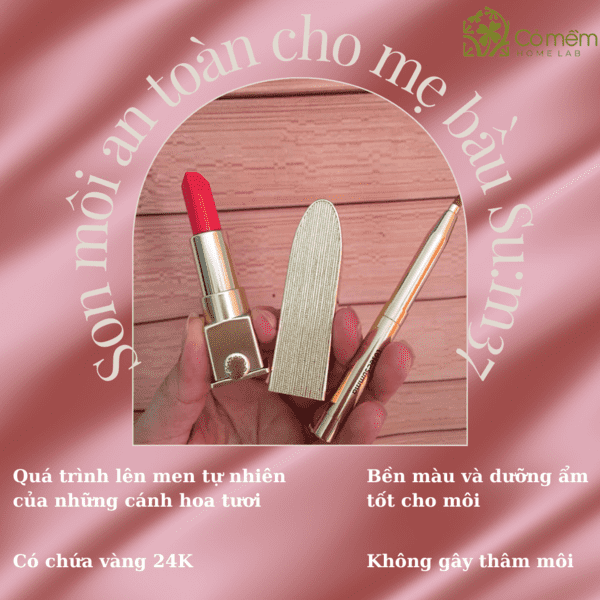 Cỏ mềm
HOME LAB
Son môi an toàn cho mẹ bầu Su:m37
Quá trình lên men tự nhiên
của những cánh hoa tươi
Bền màu và dưỡng ẩm
tốt cho môi
Có chứa vàng 24K
Không gây thâm môi